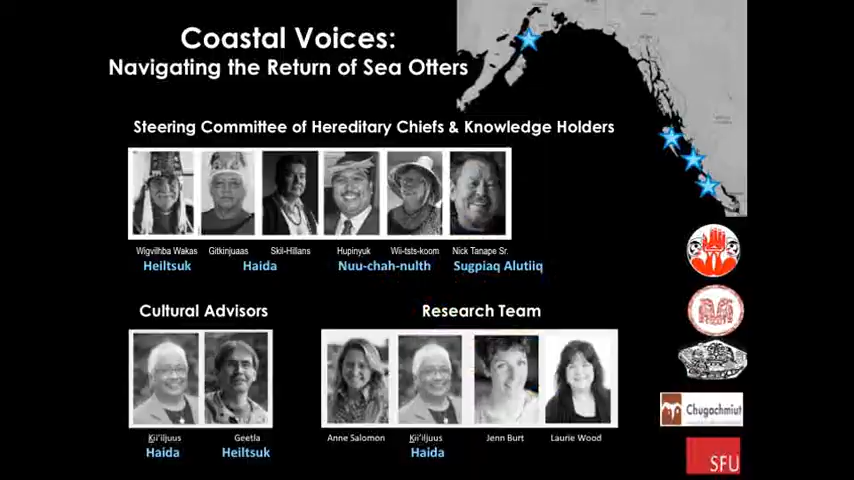 Coastal Voices:
Navigating the Return of Sea Otters
Steering Committee of Hereditary Chiefs & Knowledge Holders
Wigvilhba Wakas Gitkinjuaas Skil-Hillans Hupinyuk Wii-tsts-koom Nick Tanape Sr.
Heiltsuk Haida Nuu-chah-nulth Sugpiaq Alutiiq
Cultural Advisors Research Team
Ḵii'iljuus Geetla Anne Salomon Ḵii'iljuus Jenn Burt Laurie Wood
Haida Heiltsuk Haida
Chugachmiut
SFU